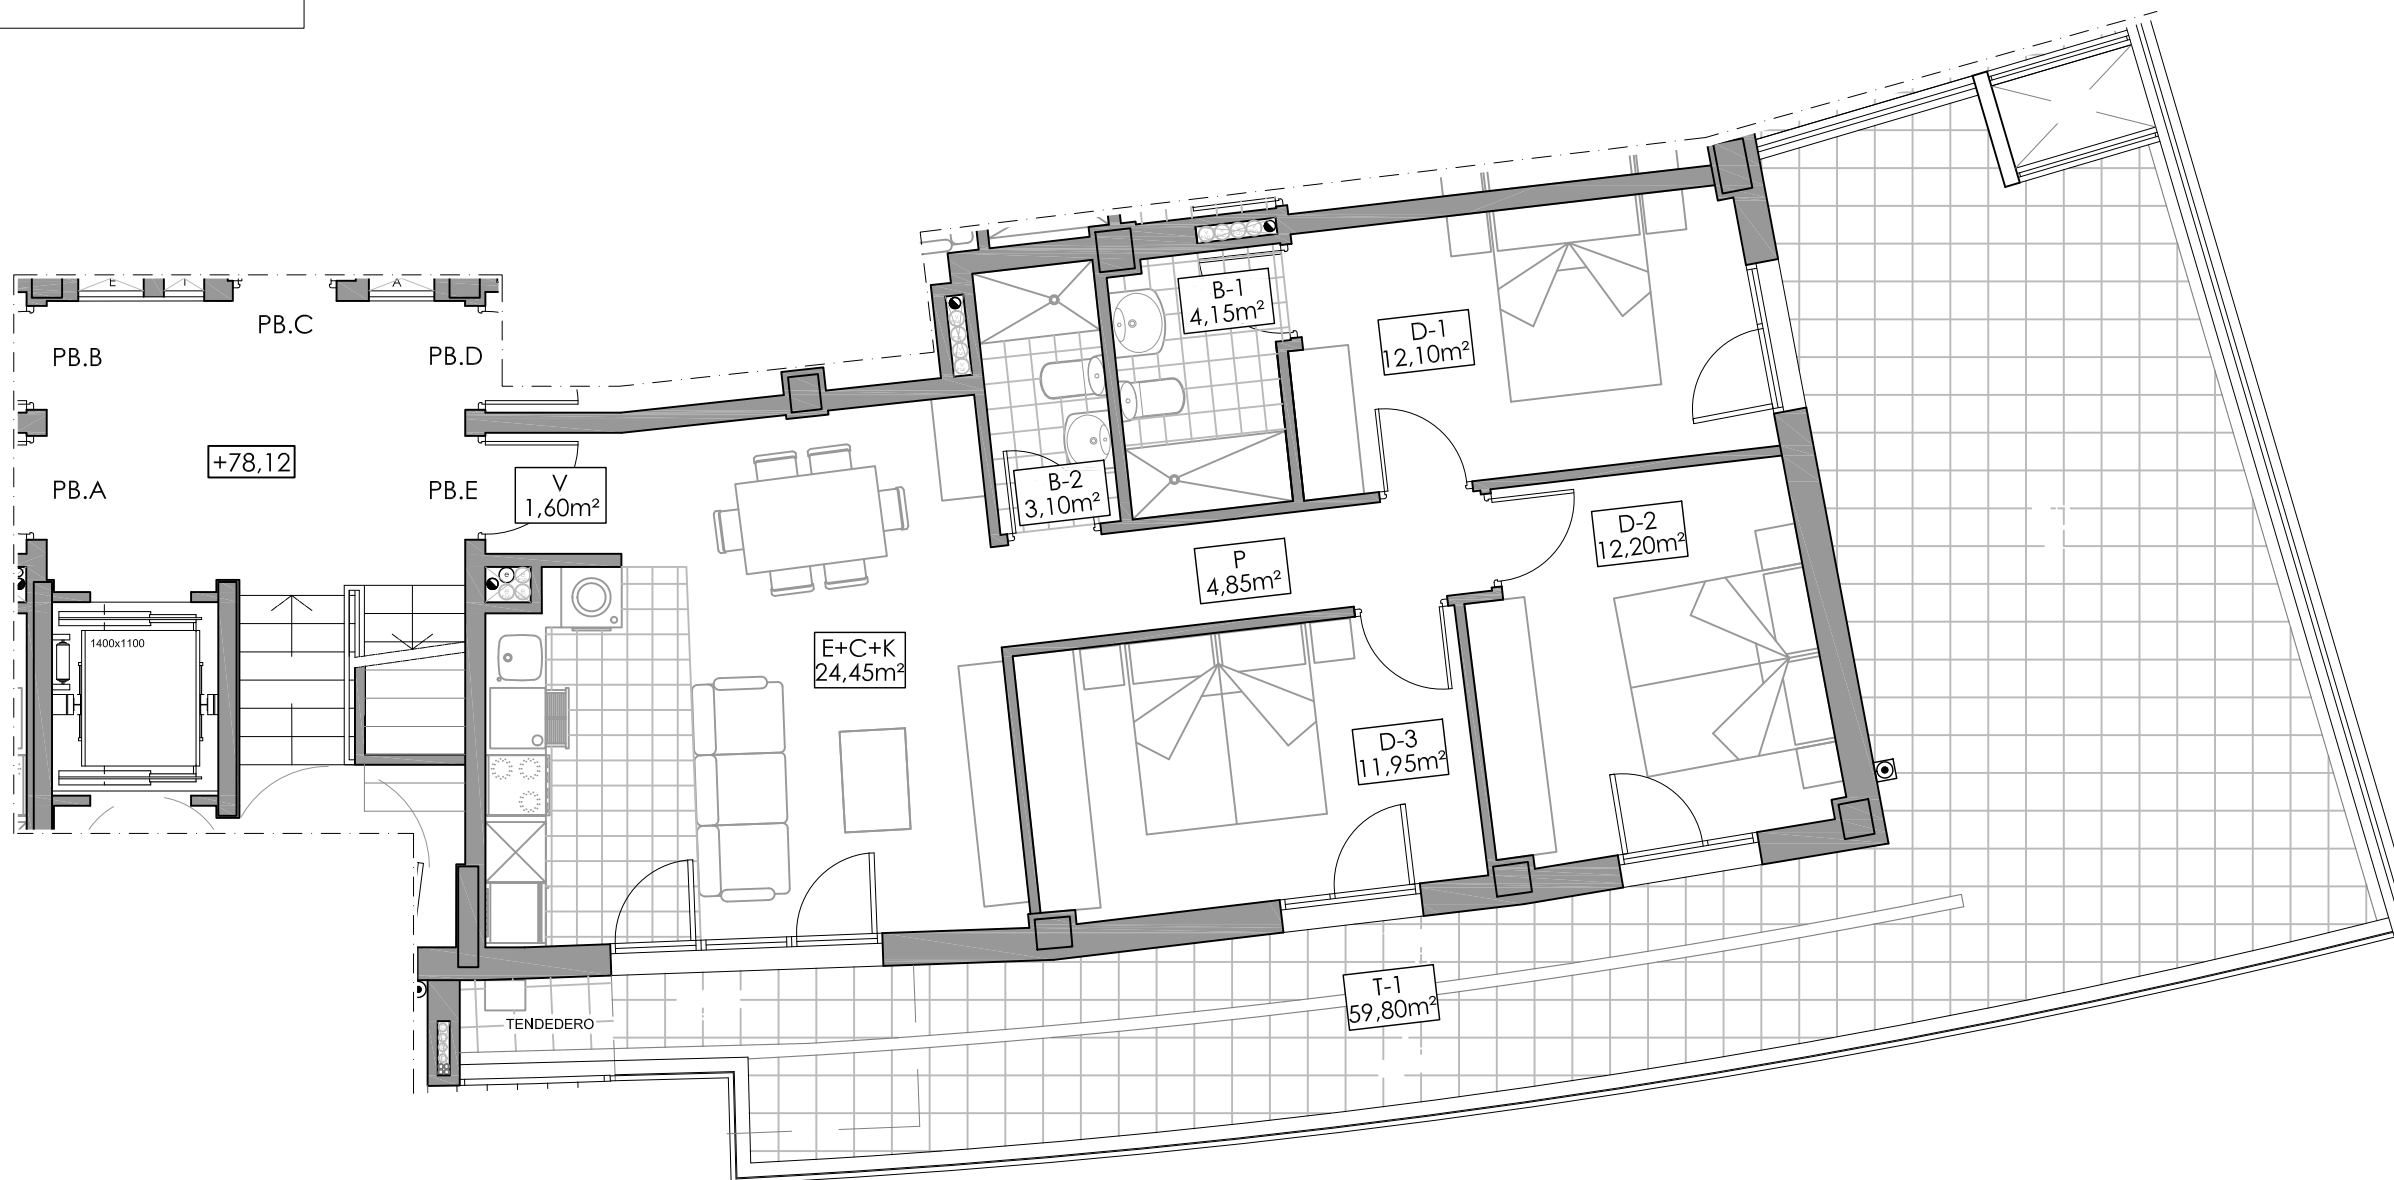 E
T
A
PB.C
PB.B
PB.D
+78,12
PB.A
PB.E
V
1,60m²
B-1
4,15m²
D-1
12,10m²
B-2
3,10m²
D-2
12,20m²
P
4,85m²
1400x1100
E+C+K
24,45m²
D-3
11,95m²
T-1
59,80m²
TENDEDERO